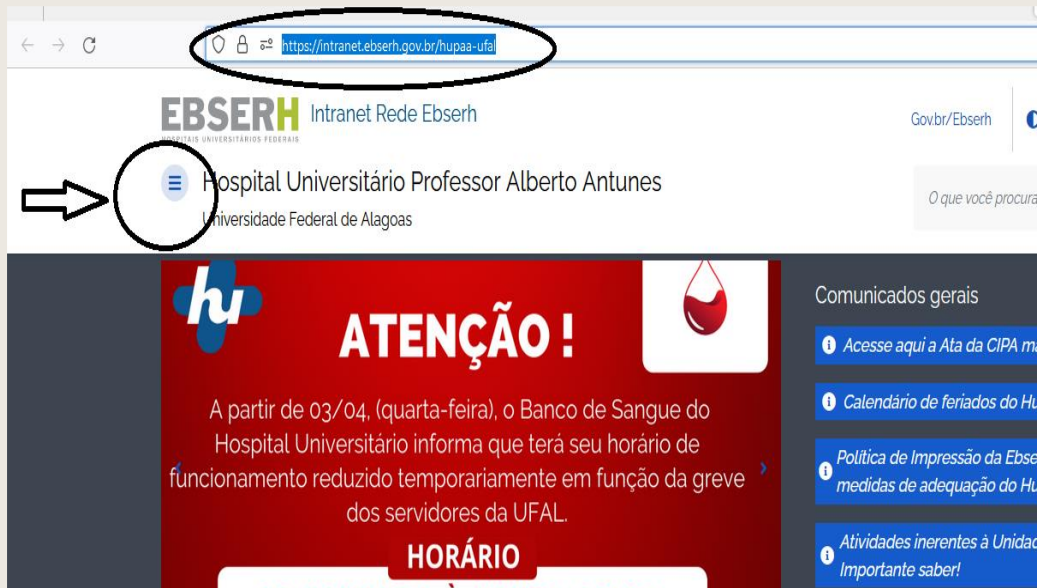 https://intranet.ebserh.gov.br/hupaa-ufal
EBSERH
HOSPITAIS UNIVERSITÁRIOS FEDERAIS
Intranet Rede Ebserh
Gov.br/Ebserh
Hospital Universitário Professor Alberto Antunes
Universidade Federal de Alagoas
O que você procura
hu
ATENÇÃO !
A partir de 03/04, (quarta-feira), o Banco de Sangue do
Hospital Universitário informa que terá seu horário de
funcionamento reduzido temporariamente em função da greve
dos servidores da UFAL.
HORÁRIO
Comunicados gerais
Acesse aqui a Ata da CIPA
Calendário de feriados do
Política de Impressão da
medidas de adequação do
Atividades inerentes à
Importante saber!